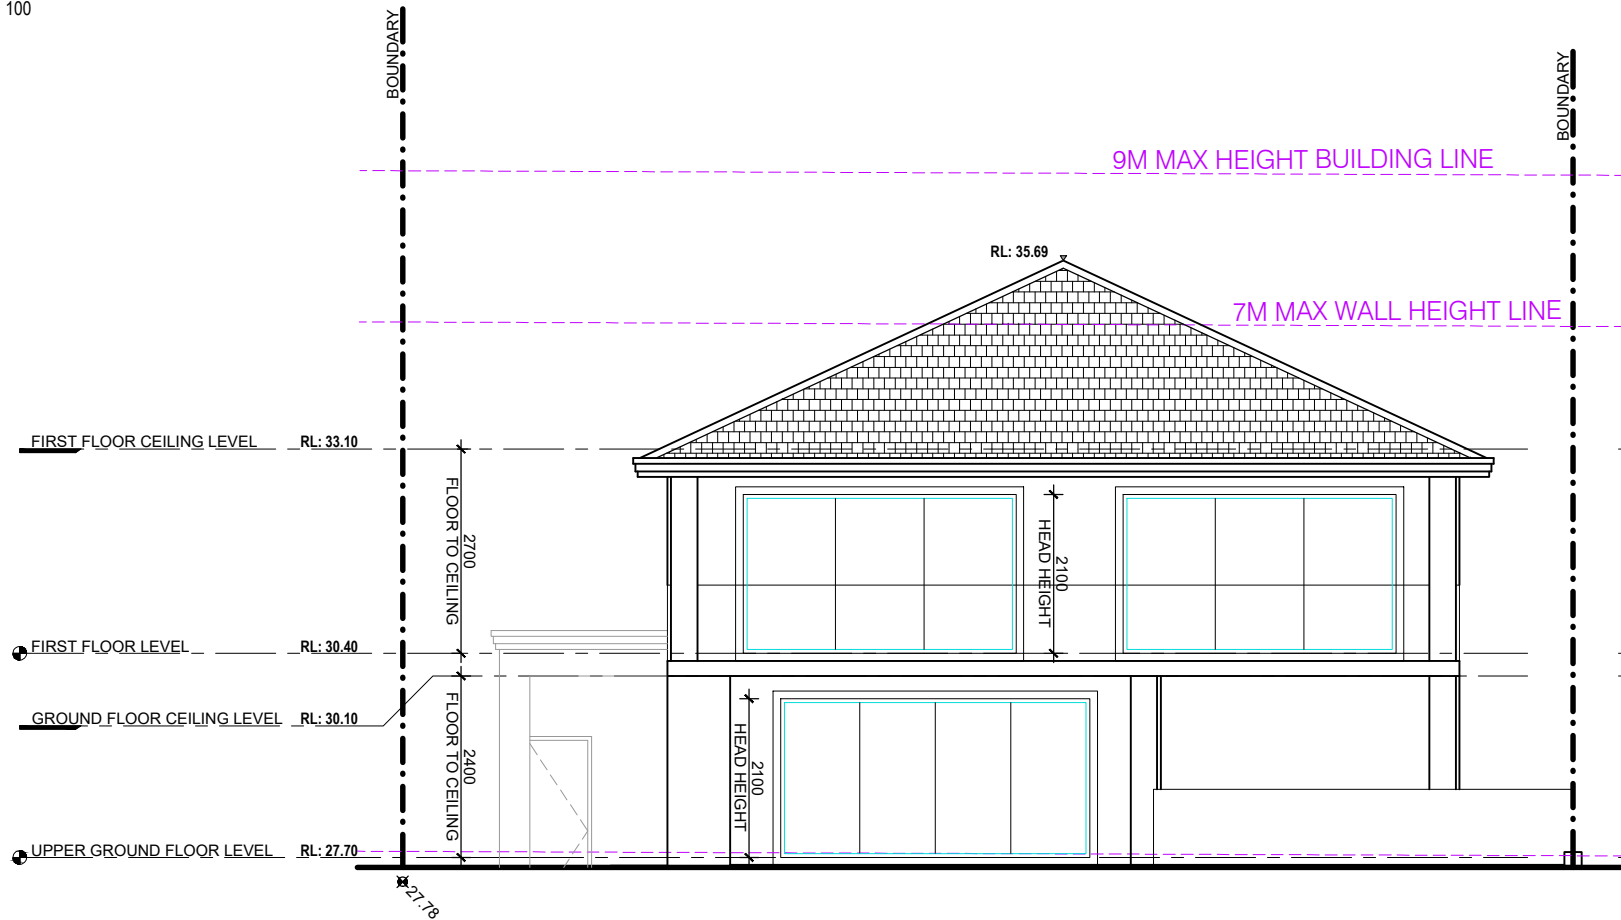 100
BOUNDARY
BOUNDARY
9M MAX HEIGHT BUILDING LINE
RL: 35.69
7M MAX WALL HEIGHT LINE
FIRST FLOOR CEILING LEVEL RL: 33.10
2700
FLOOR TO CEILING
2100
HEAD HEIGHT
FIRST FLOOR LEVEL RL: 30.40
GROUND FLOOR CEILING LEVEL RL: 30.10
2400
FLOOR TO CEILING
2100
HEAD HEIGHT
UPPER GROUND FLOOR LEVEL RL: 27.70
27.78